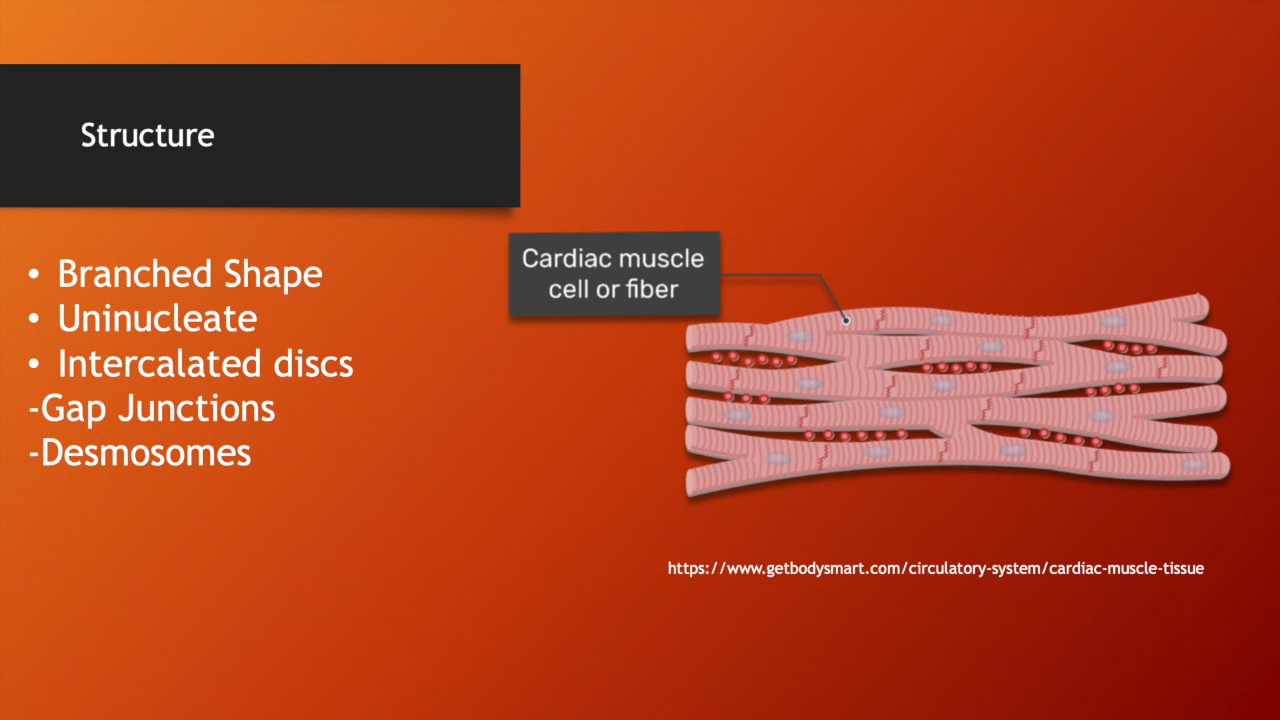 Structure
• Branched Shape
• Uninucleate
• Intercalated discs
-Gap Junctions
-Desmosomes
Cardiac muscle
cell or fiber
https://www.getbodysmart.com/circulatory-system/cardiac-muscle-tissue